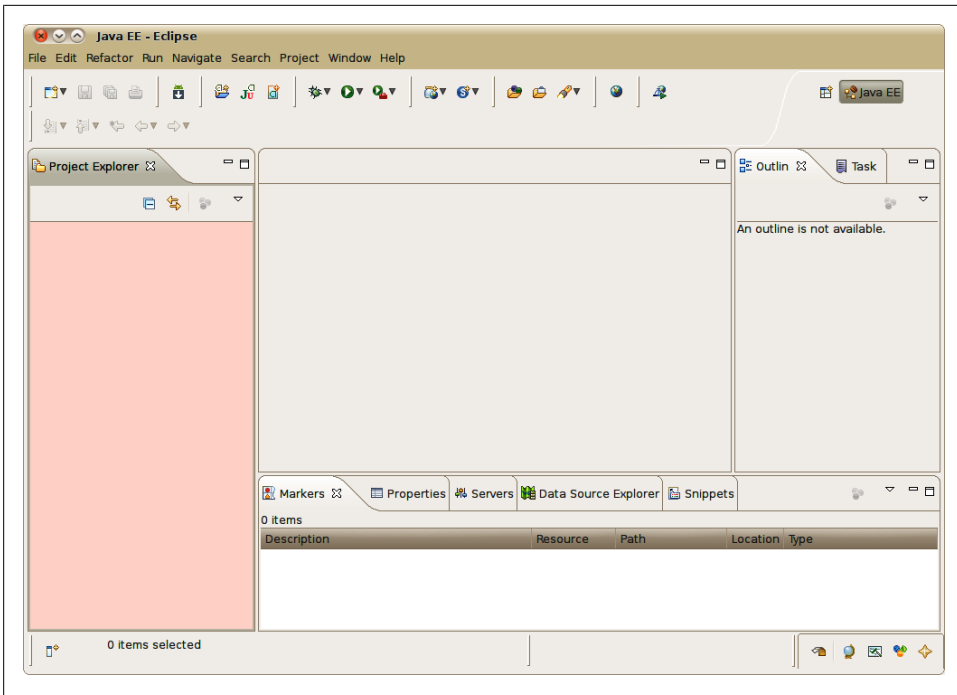 Java EE - Eclipse
File Edit Refactor Run Navigate Search Project Window Help
Java EE
Project Explorer
Outlin
Task
An outline is not available.
Markers
Properties
Servers
Data Source Explorer
Snippets
0 items
Description Resource Path Location Type
0 items selected